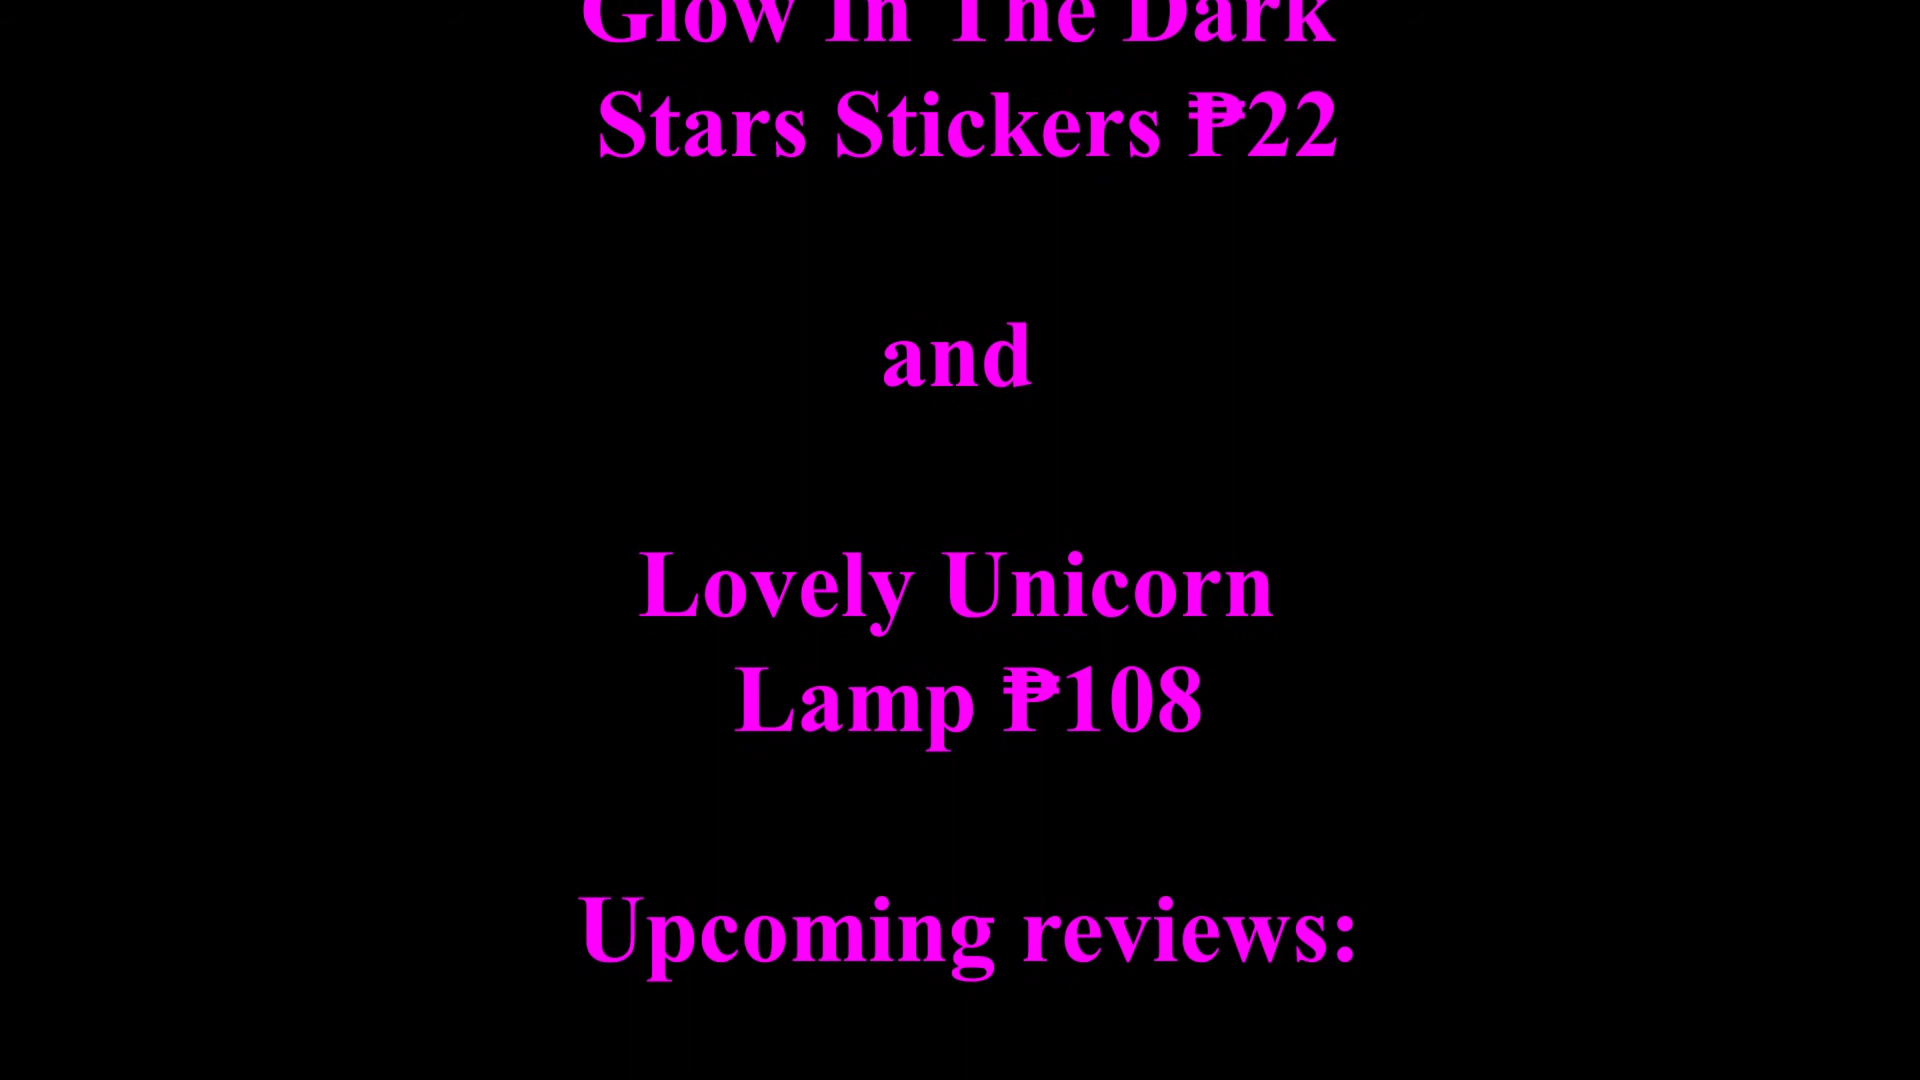 Glow In The Dark
Stars Stickers ₱22
and
Lovely Unicorn
Lamp ₱108
Upcoming reviews: